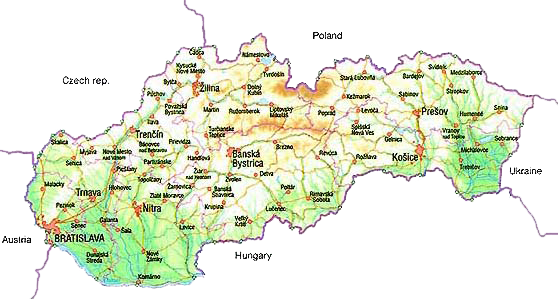 Poland
Czech rep.
Ukraine
Austria
Hungary
Čadca
Námestovo
Kysucké
Nové Mesto
Tvrdošín
Bytča
Žilina
Dolný
Kubín
Stará Ľubovňa
Bardejov
Svidník
Medzilaborce
Stropkov
Púchov
Považská
Bystrica
Martin
Ružomberok
Liptovský
Mikuláš
Poprad
Kežmarok
Levoča
Sabinov
Prešov
Humenné
Snina
Ilava
Trenčín
Turčianske
Teplice
Spišská
Nová Ves
Gelnica
Vranov
nad Topľou
Sobrance
Skalica
Myjava
Senica
Nové Mesto
nad Váhom
Bánovce
nad Bebravou
Prievidza
Partizánske
Handlová
Banská
Bystrica
Brezno
Revúca
Rožňava
Košice
Michalovce
Trebišov
Malacky
Piešťany
Topoľčany
Žiar
nad Hronom
Zvolen
Detva
Trnava
Hlohovec
Žarnovica
Zlaté Moravce
Banská
Štiavnica
Krupina
Poltár
Rimavská
Sobota
Lučenec
Veľký
Krtíš
Pezinok
Senec
Galanta
Nitra
Levice
BRATISLAVA
Šaľa
Dunajská
Streda
Nové
Zámky
Komárno